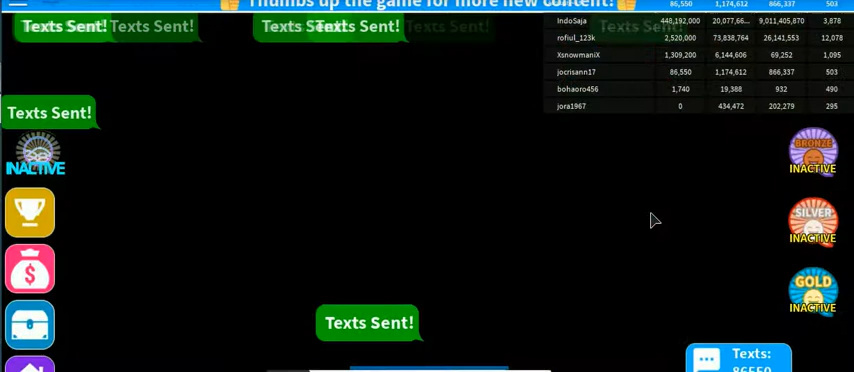 Thumbs up the game for more new content!
86,550 1,174,612 866,337 503
Texts Sent! Texts Sent! Texts Sent!
IndoSaja 448,192,000 20,077,66... 9,011,405,870 3,878
rofiul_123k 2,520,000 73,838,764 26,141,553 12,078
XsnowmaniX 1,309,200 6,144,606 69,252 1,095
jocrisann17 86,550 1,174,612 866,337 503
bohaoro456 1,740 19,388 932 490
jora1967 0 434,472 202,279 295
Texts Sent!
INACTIVE
BRONZE
INACTIVE
SILVER
INACTIVE
GOLD
INACTIVE
Texts Sent!
Texts:
86550